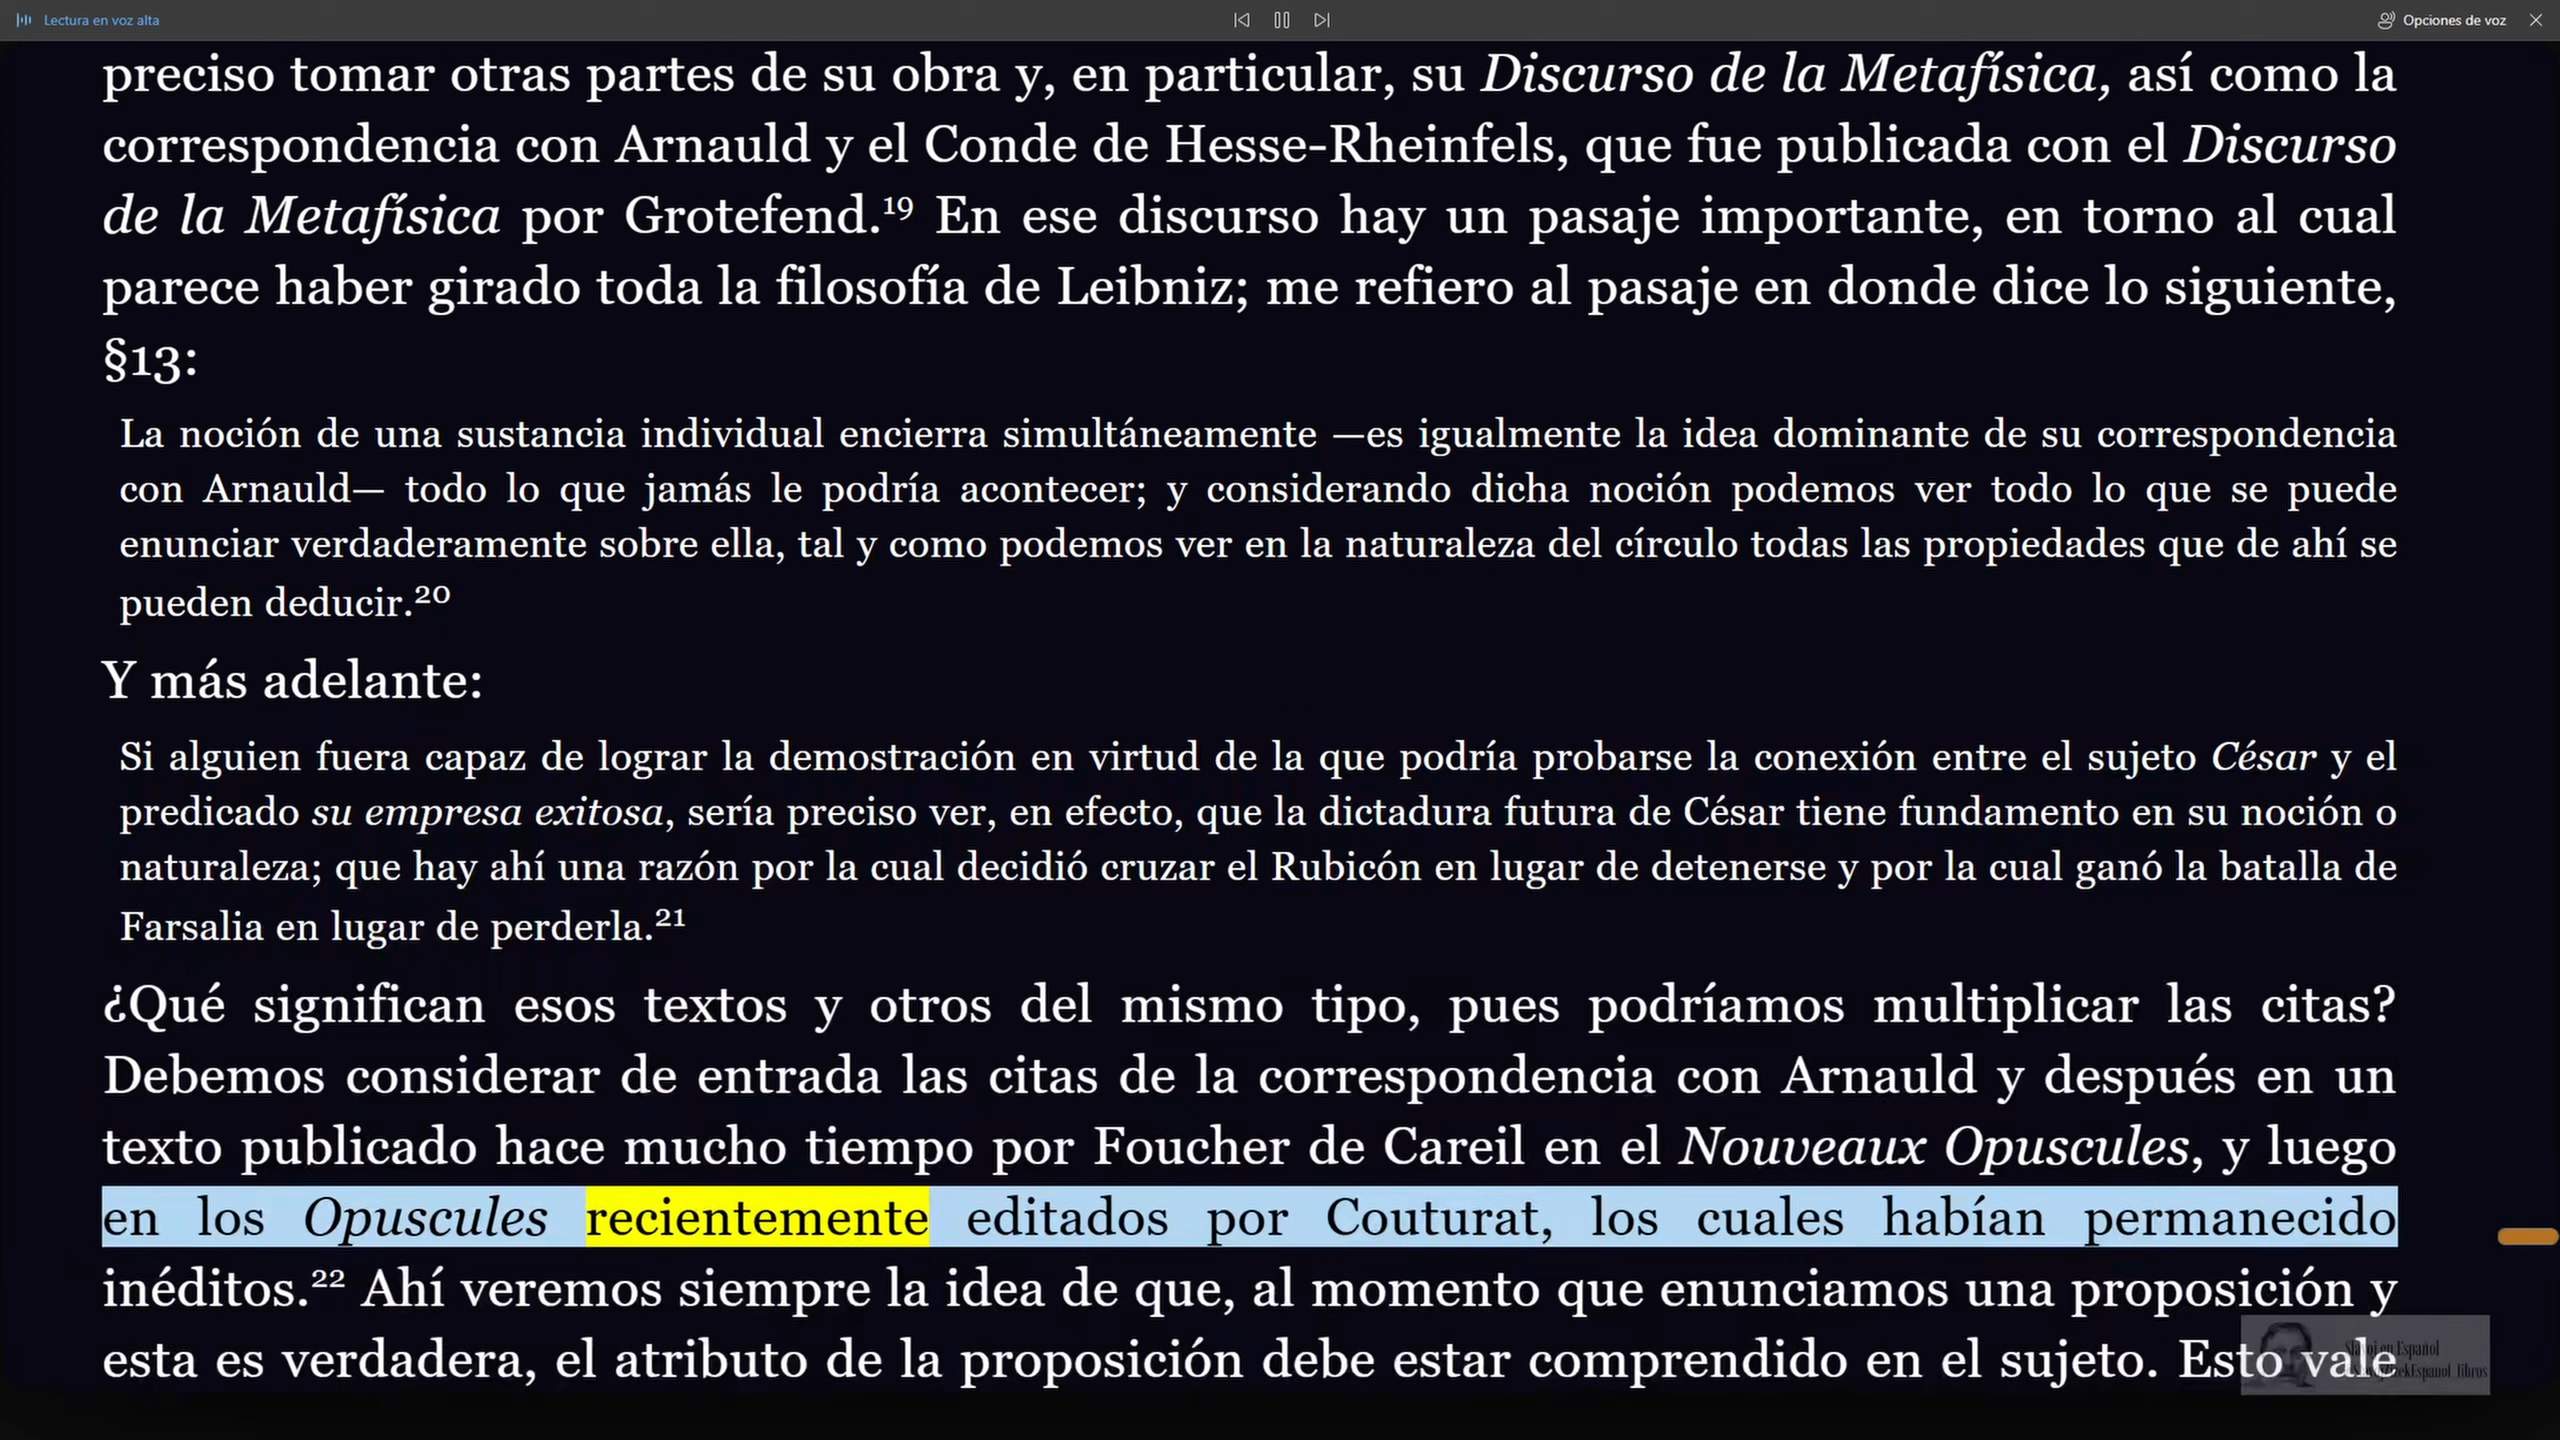 Lectura en voz alta
Opciones de voz
preciso tomar otras partes de su obra y, en particular, su Discurso de la Metafísica, así como la
correspondencia con Arnauld y el Conde de Hesse-Rheinfels, que fue publicada con el Discurso
de la Metafísica por Grotefend.19 En ese discurso hay un pasaje importante, en torno al cual
parece haber girado toda la filosofía de Leibniz; me refiero al pasaje en donde dice lo siguiente,
§13:
La noción de una sustancia individual encierra simultáneamente —es igualmente la idea dominante de su correspondencia
con Arnauld— todo lo que jamás le podría acontecer; y considerando dicha noción podemos ver todo lo que se puede
enunciar verdaderamente sobre ella, tal y como podemos ver en la naturaleza del círculo todas las propiedades que de ahí se
pueden deducir.20
Y más adelante:
Si alguien fuera capaz de lograr la demostración en virtud de la que podría probarse la conexión entre el sujeto César y el
predicado su empresa exitosa, sería preciso ver, en efecto, que la dictadura futura de César tiene fundamento en su noción o
naturaleza; que hay ahí una razón por la cual decidió cruzar el Rubicón en lugar de detenerse y por la cual ganó la batalla de
Farsalia en lugar de perderla.21
¿Qué significan esos textos y otros del mismo tipo, pues podríamos multiplicar las citas?
Debemos considerar de entrada las citas de la correspondencia con Arnauld y después en un
texto publicado hace mucho tiempo por Foucher de Careil en el Nouveaux Opuscules, y luego
en los Opuscules recientemente editados por Couturat, los cuales habían permanecido
inéditos.22 Ahí veremos siempre la idea de que, al momento que enunciamos una proposición y
esta es verdadera, el atributo de la proposición debe estar comprendido en el sujeto. Esto vale
Slavoj en Español